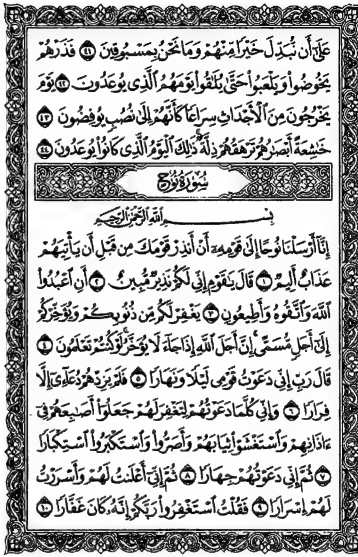 عَلَىٰٓ أَن نُّبَدِّلَ خَيْرًا مِّنْهُمْ وَمَا نَحْنُ بِمَسْبُوقِينَ ٤١ فَذَرْهُمْ
يَخُوضُوا۟ وَيَلْعَبُوا۟ حَتَّىٰ يُلَٰقُوا۟ يَوْمَهُمُ ٱلَّذِى يُوعَدُونَ ٤٢ يَوْمَ
يَخْرُجُونَ مِنَ ٱلْأَجْدَاثِ سِرَاعًا كَأَنَّهُمْ إِلَىٰ نُصُبٍ يُوفِضُونَ ٤٣
خَٰشِعَةً أَبْصَٰرُهُمْ تَرْهَقُهُمْ ذِلَّةٌ ۚ ذَٰلِكَ ٱلْيَوْمُ ٱلَّذِى كَانُوا۟ يُوعَدُونَ ٤٤
سُورَةُ نُوحٍ
بِسْمِ ٱللَّهِ ٱلرَّحْمَٰنِ ٱلرَّحِيمِ
إِنَّآ أَرْسَلْنَا نُوحًا إِلَىٰ قَوْمِهِۦٓ أَنْ أَنذِرْ قَوْمَكَ مِن قَبْلِ أَن يَأْتِيَهُمْ
عَذَابٌ أَلِيمٌ ١ قَالَ يَٰقَوْمِ إِنِّى لَكُمْ نَذِيرٌ مُّبِينٌ ٢ أَنِ ٱعْبُدُوا۟
ٱللَّهَ وَٱتَّقُوهُ وَأَطِيعُونِ ٣ يَغْفِرْ لَكُم مِّن ذُنُوبِكُمْ وَيُؤَخِّرْكُمْ
إِلَىٰٓ أَجَلٍ مُّسَمًّى ۚ إِنَّ أَجَلَ ٱللَّهِ إِذَا جَآءَ لَا يُؤَخَّرُ ۖ لَوْ كُنتُمْ تَعْلَمُونَ ٤
قَالَ رَبِّ إِنِّى دَعَوْتُ قَوْمِى لَيْلًا وَنَهَارًا ٥ فَلَمْ يَزِدْهُمْ دُعَآءِىٓ إِلَّا
فِرَارًا ٦ وَإِنِّى كُلَّمَا دَعَوْتُهُمْ لِتَغْفِرَ لَهُمْ جَعَلُوٓا۟ أَصَٰبِعَهُمْ فِىٓ
ءَاذَانِهِمْ وَٱسْتَغْشَوْا۟ ثِيَابَهُمْ وَأَصَرُّوا۟ وَٱسْتَكْبَرُوا۟ ٱسْتِكْبَارًا
٧ ثُمَّ إِنِّى دَعَوْتُهُمْ جِهَارًا ٨ ثُمَّ إِنِّىٓ أَعْلَنتُ لَهُمْ وَأَسْرَرْتُ
لَهُمْ إِسْرَارًا ٩ فَقُلْتُ ٱسْتَغْفِرُوا۟ رَبَّكُمْ إِنَّهُۥ كَانَ غَفَّارًا ١٠